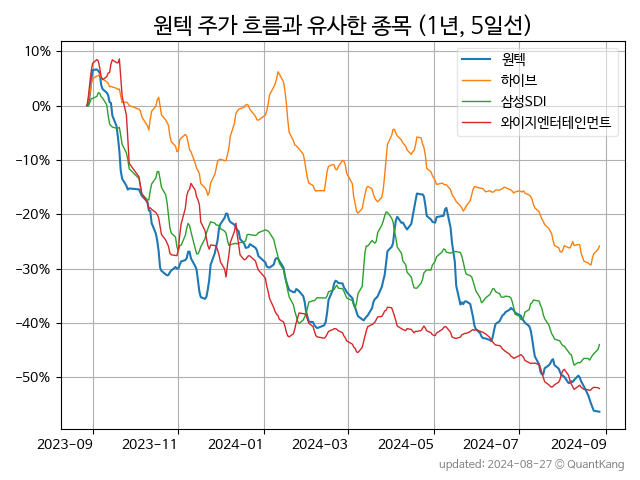 원텍 주가 흐름과 유사한 종목 (1년, 5일선)
원텍
하이브
삼성SDI
와이지엔터테인먼트
10%
0%
−10%
−20%
−30%
−40%
−50%
2023-09 2023-11 2024-01 2024-03 2024-05 2024-07 2024-09
updated: 2024-08-27 © QuantKang